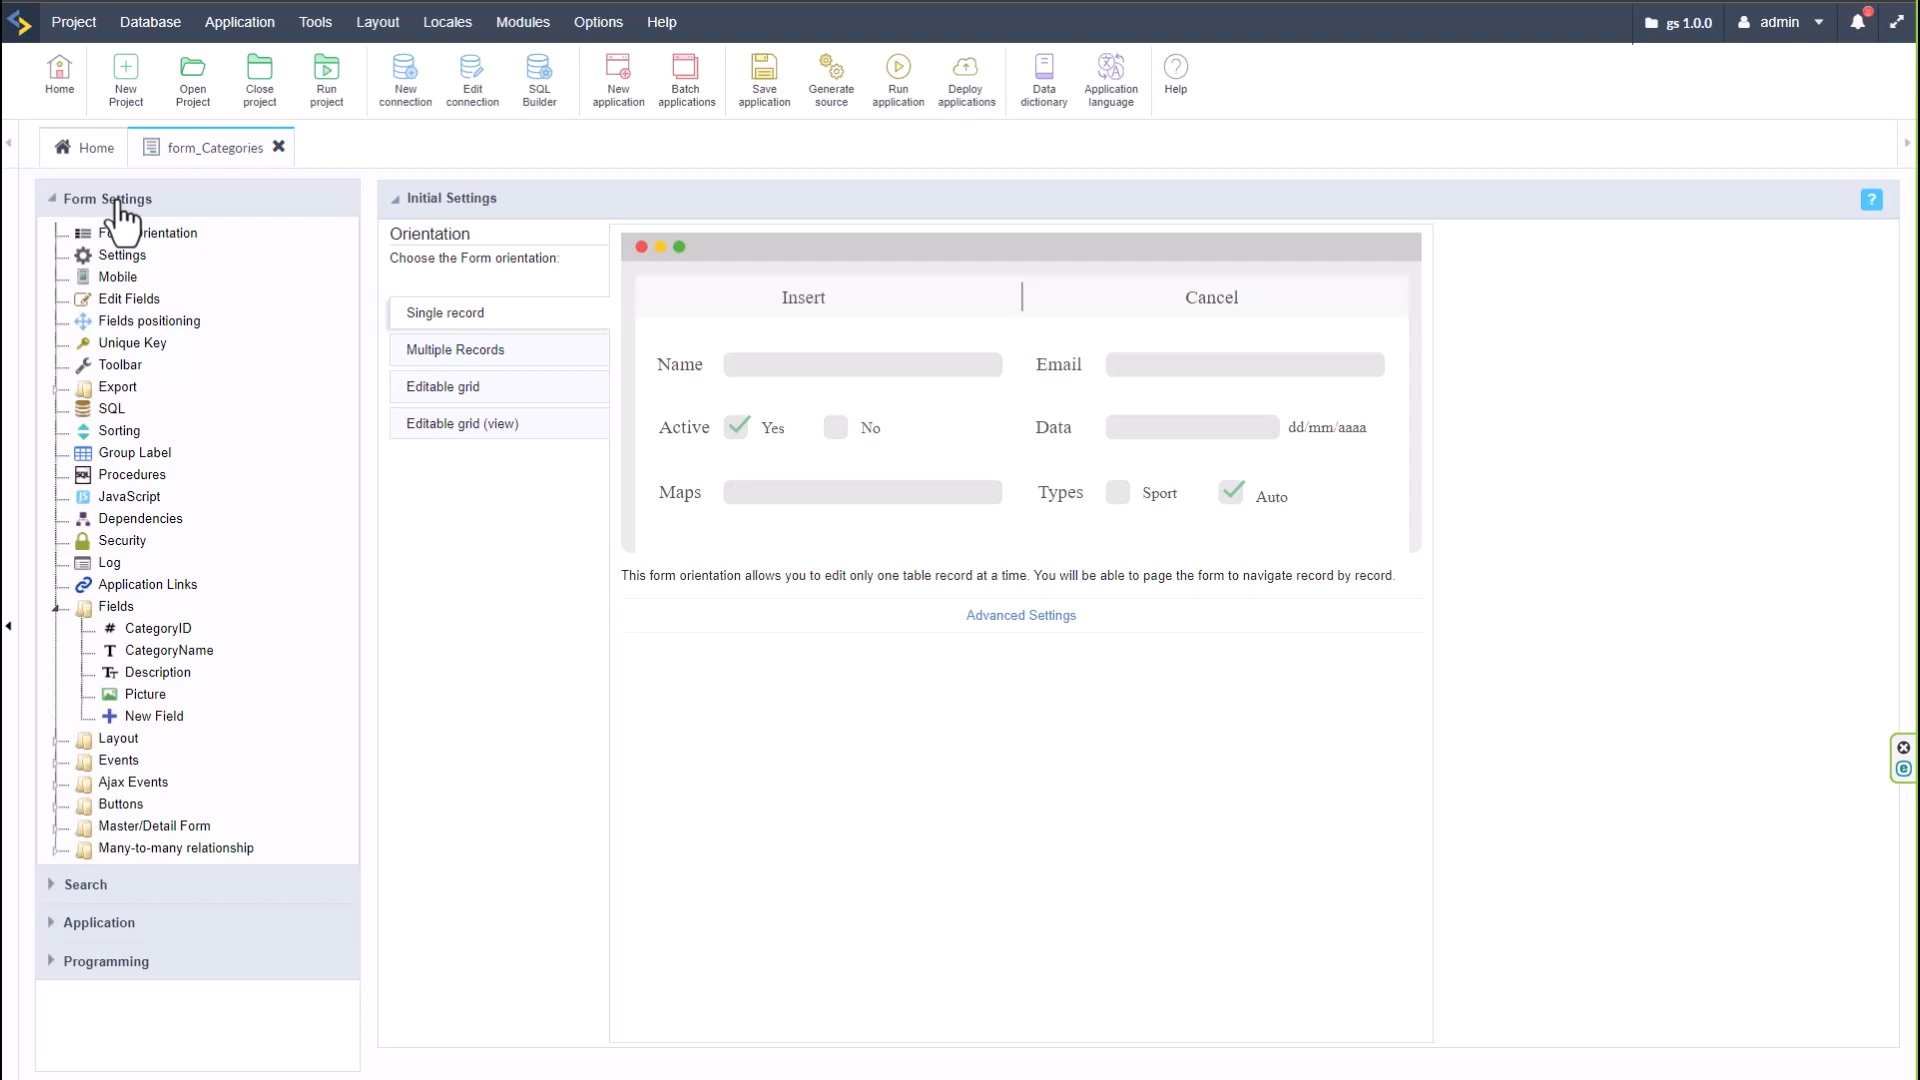 Project Database Application Tools Layout Locales Modules Options Help gs 1.0.0 admin
Home
New Project
Open Project
Close project
Run project
New connection
Edit connection
SQL Builder
New application
Batch applications
Save application
Generate source
Run application
Deploy applications
Data dictionary
Application language
Help
Home form_Categories
Form Settings
Settings
Mobile
Edit Fields
Fields positioning
Unique Key
Toolbar
Export
SQL
Sorting
Group Label
Procedures
JavaScript
Dependencies
Security
Log
Application Links
Fields
# CategoryID
CategoryName
Description
Picture
New Field
Layout
Events
Ajax Events
Buttons
Master/Detail Form
Many-to-many relationship
Search
Application
Programming
Initial Settings ?
Orientation
Choose the Form orientation:
Single record
Multiple Records
Editable grid
Editable grid (view)
Insert Cancel
Name Email
Active Yes No Data dd/mm/aaaa
Maps Types Sport Auto
This form orientation allows you to edit only one table record at a time. You will be able to page the form to navigate record by record.
Advanced Settings